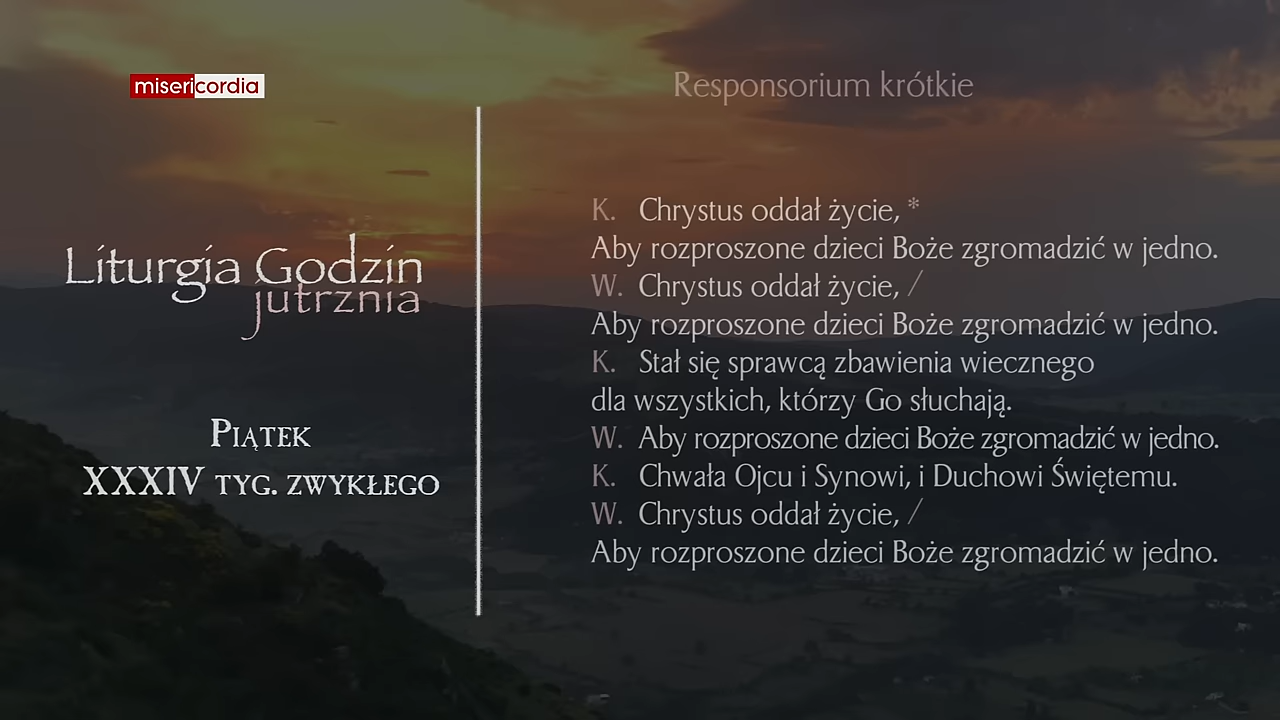 misericordia
Liturgia Godzin
jutrznia
Piątek
XXXIV tyg. zwykłego
Responsorium krótkie
K. Chrystus oddał życie, *
Aby rozproszone dzieci Boże zgromadzić w jedno.
W. Chrystus oddał życie, /
Aby rozproszone dzieci Boże zgromadzić w jedno.
K. Stał się sprawcą zbawienia wiecznego
dla wszystkich, którzy Go słuchają.
W. Aby rozproszone dzieci Boże zgromadzić w jedno.
K. Chwała Ojcu i Synowi, i Duchowi Świętemu.
W. Chrystus oddał życie, /
Aby rozproszone dzieci Boże zgromadzić w jedno.